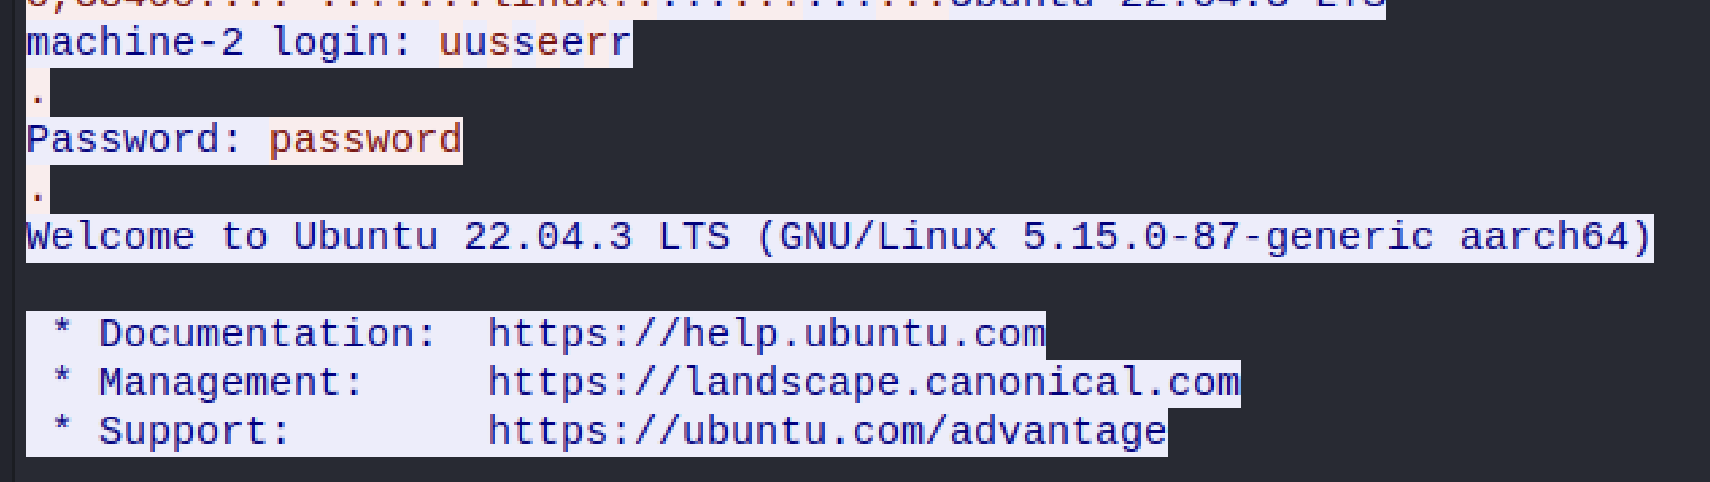 machine-2 login: uusseerr
.
Password: password
.
Welcome to Ubuntu 22.04.3 LTS (GNU/Linux 5.15.0-87-generic aarch64)
* Documentation:  https://help.ubuntu.com
* Management:     https://landscape.canonical.com
* Support:        https://ubuntu.com/advantage